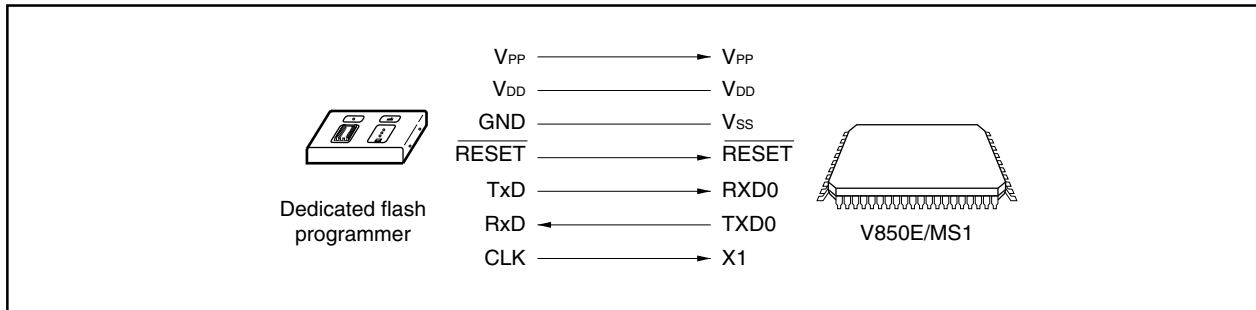 VPP VPP
VDD VDD
GND VSS
RESET RESET
TxD RXD0
RxD TXD0
CLK X1
Dedicated flash
programmer
V850E/MS1